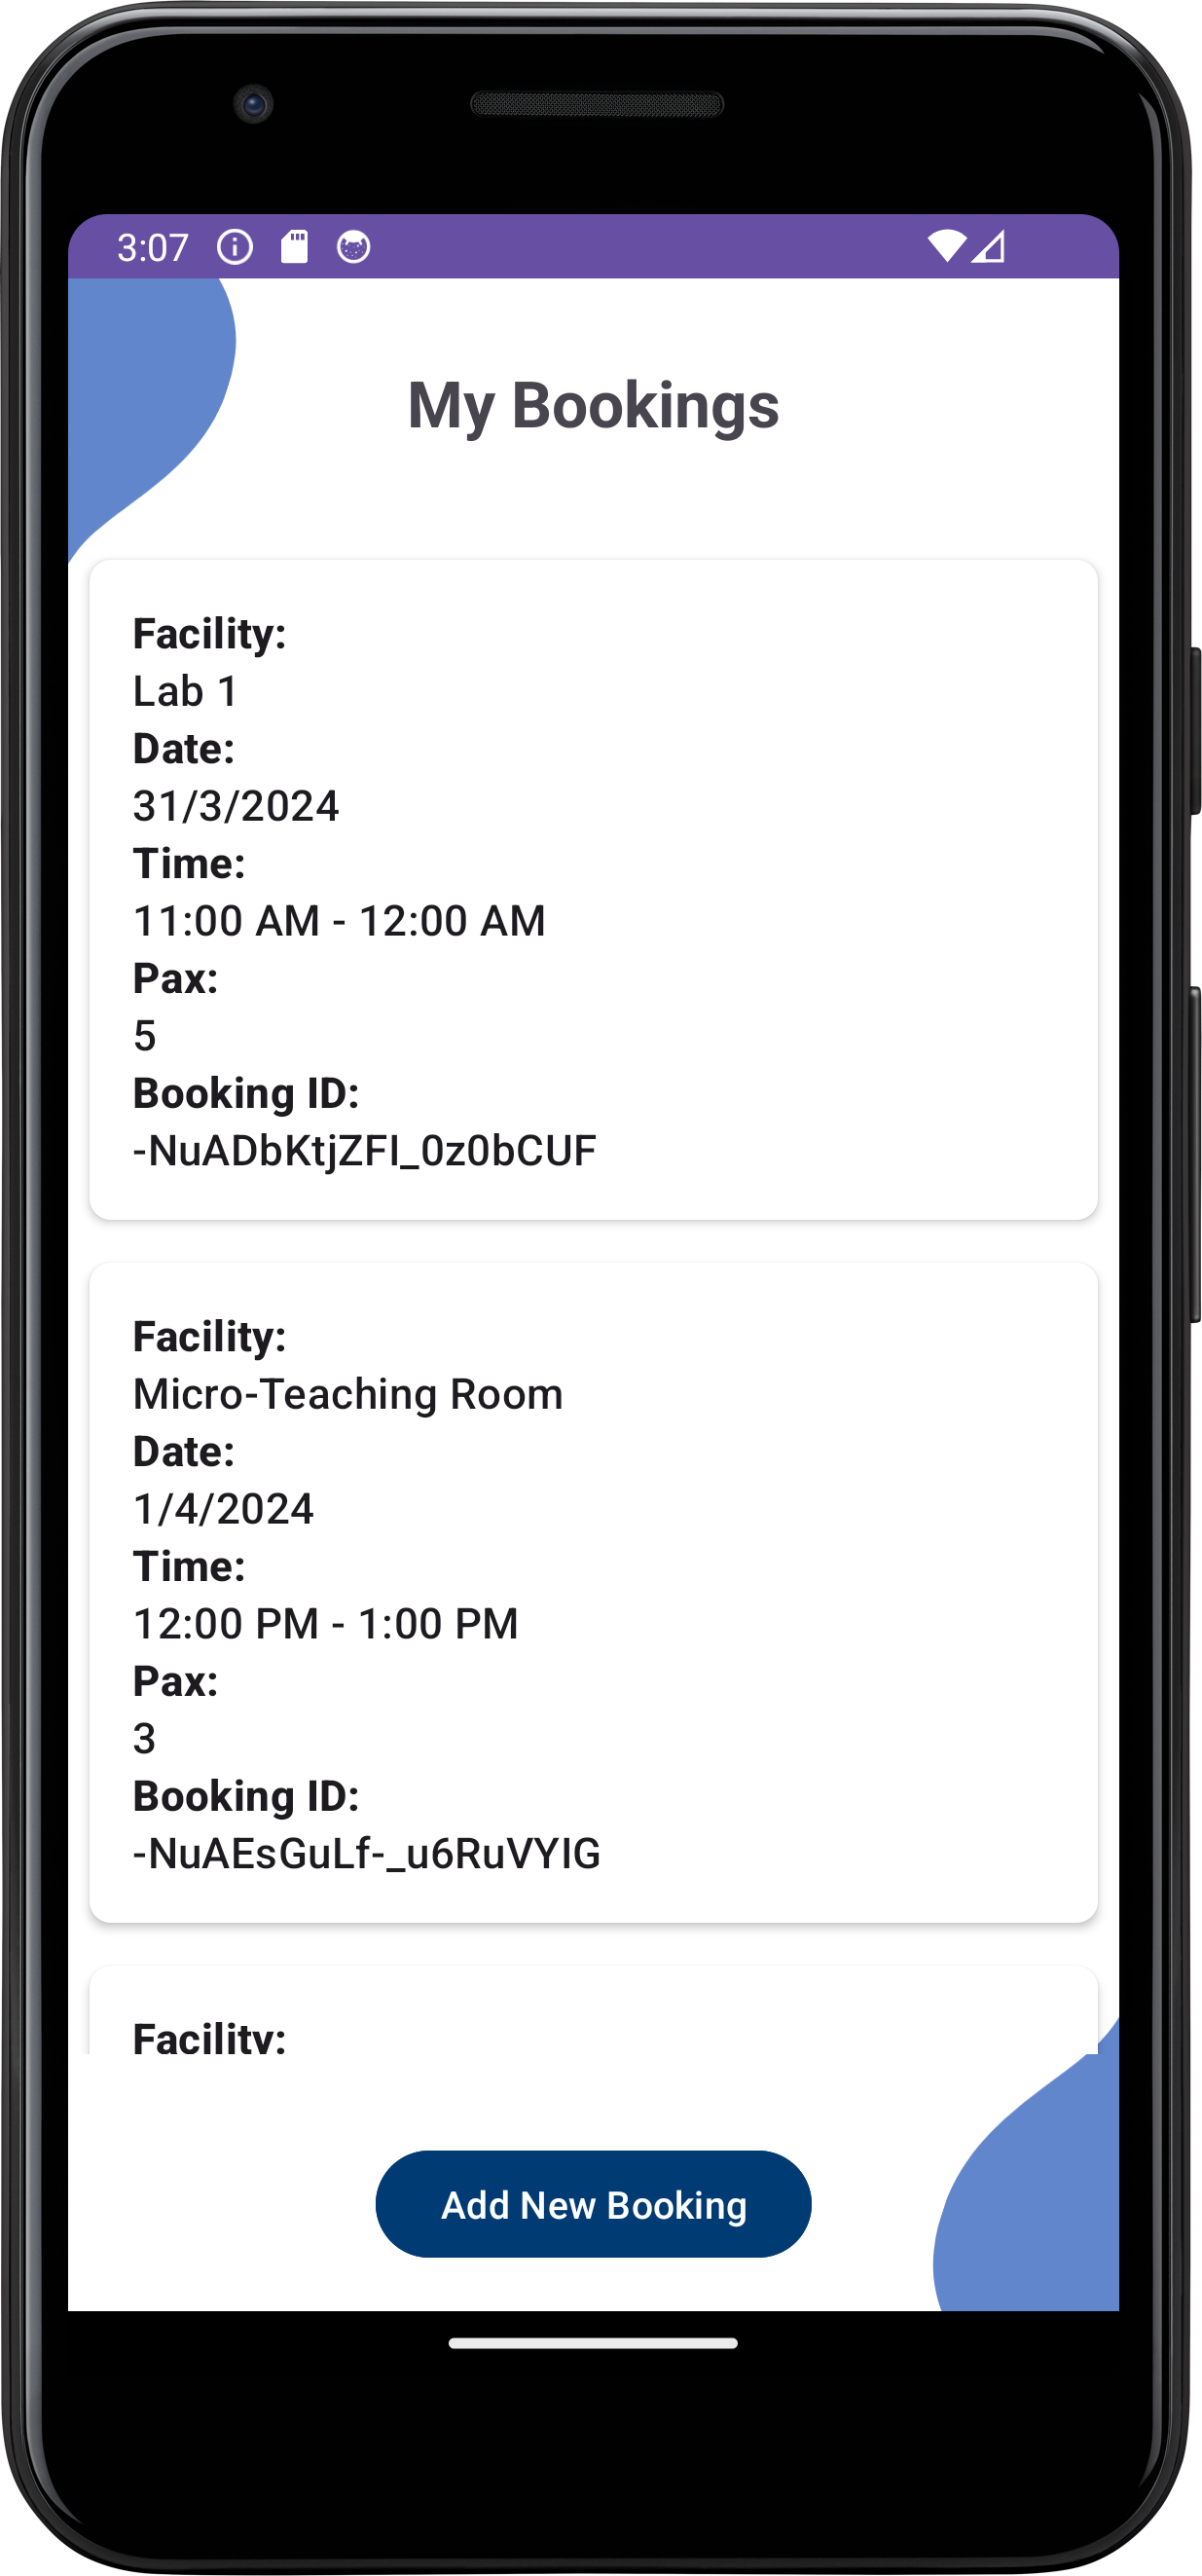 3:07
My Bookings
Facility:
Lab 1
Date:
31/3/2024
Time:
11:00 AM - 12:00 AM
Pax:
5
Booking ID:
-NuADbKtjZFI_0z0bCUF
Facility:
Micro-Teaching Room
Date:
1/4/2024
Time:
12:00 PM - 1:00 PM
Pax:
3
Booking ID:
-NuAEsGuLf-_u6RuVYIG
Facility:
Add New Booking